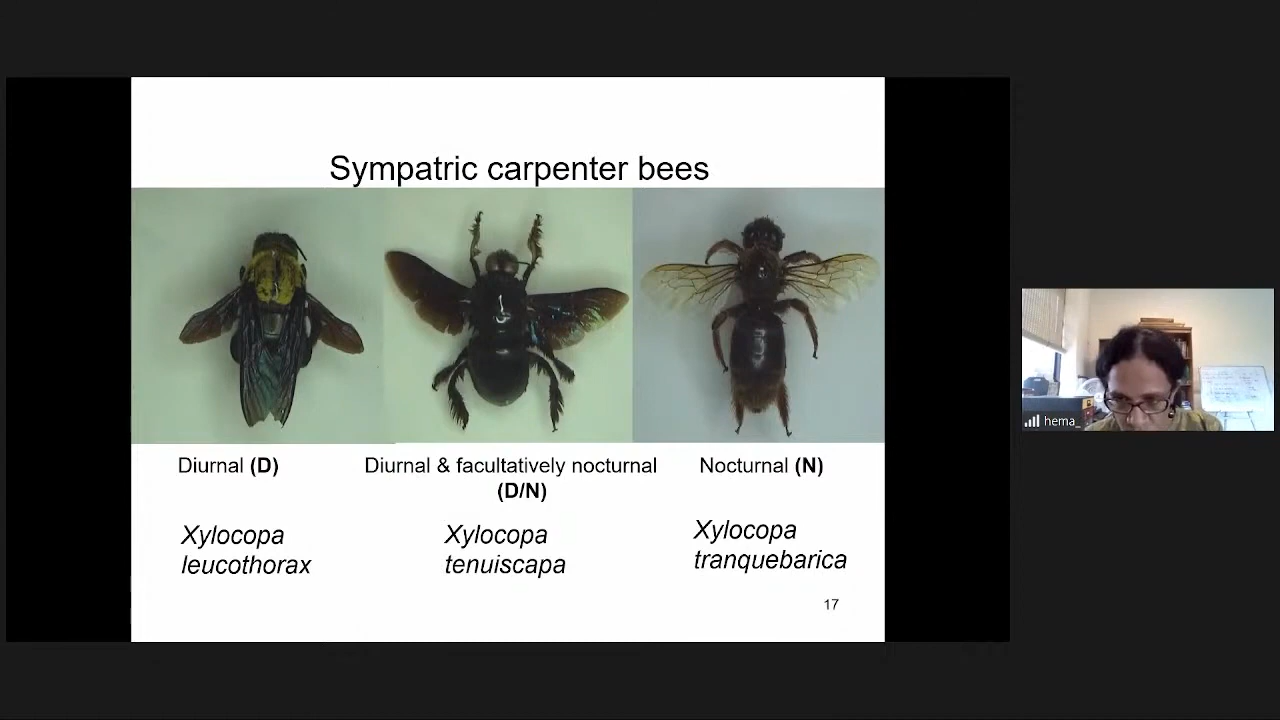 Sympatric carpenter bees
Diurnal (D)
Diurnal & facultatively nocturnal
(D/N)
Nocturnal (N)
Xylocopa
leucothorax
Xylocopa
tenuiscapa
Xylocopa
tranquebarica
17
hema_